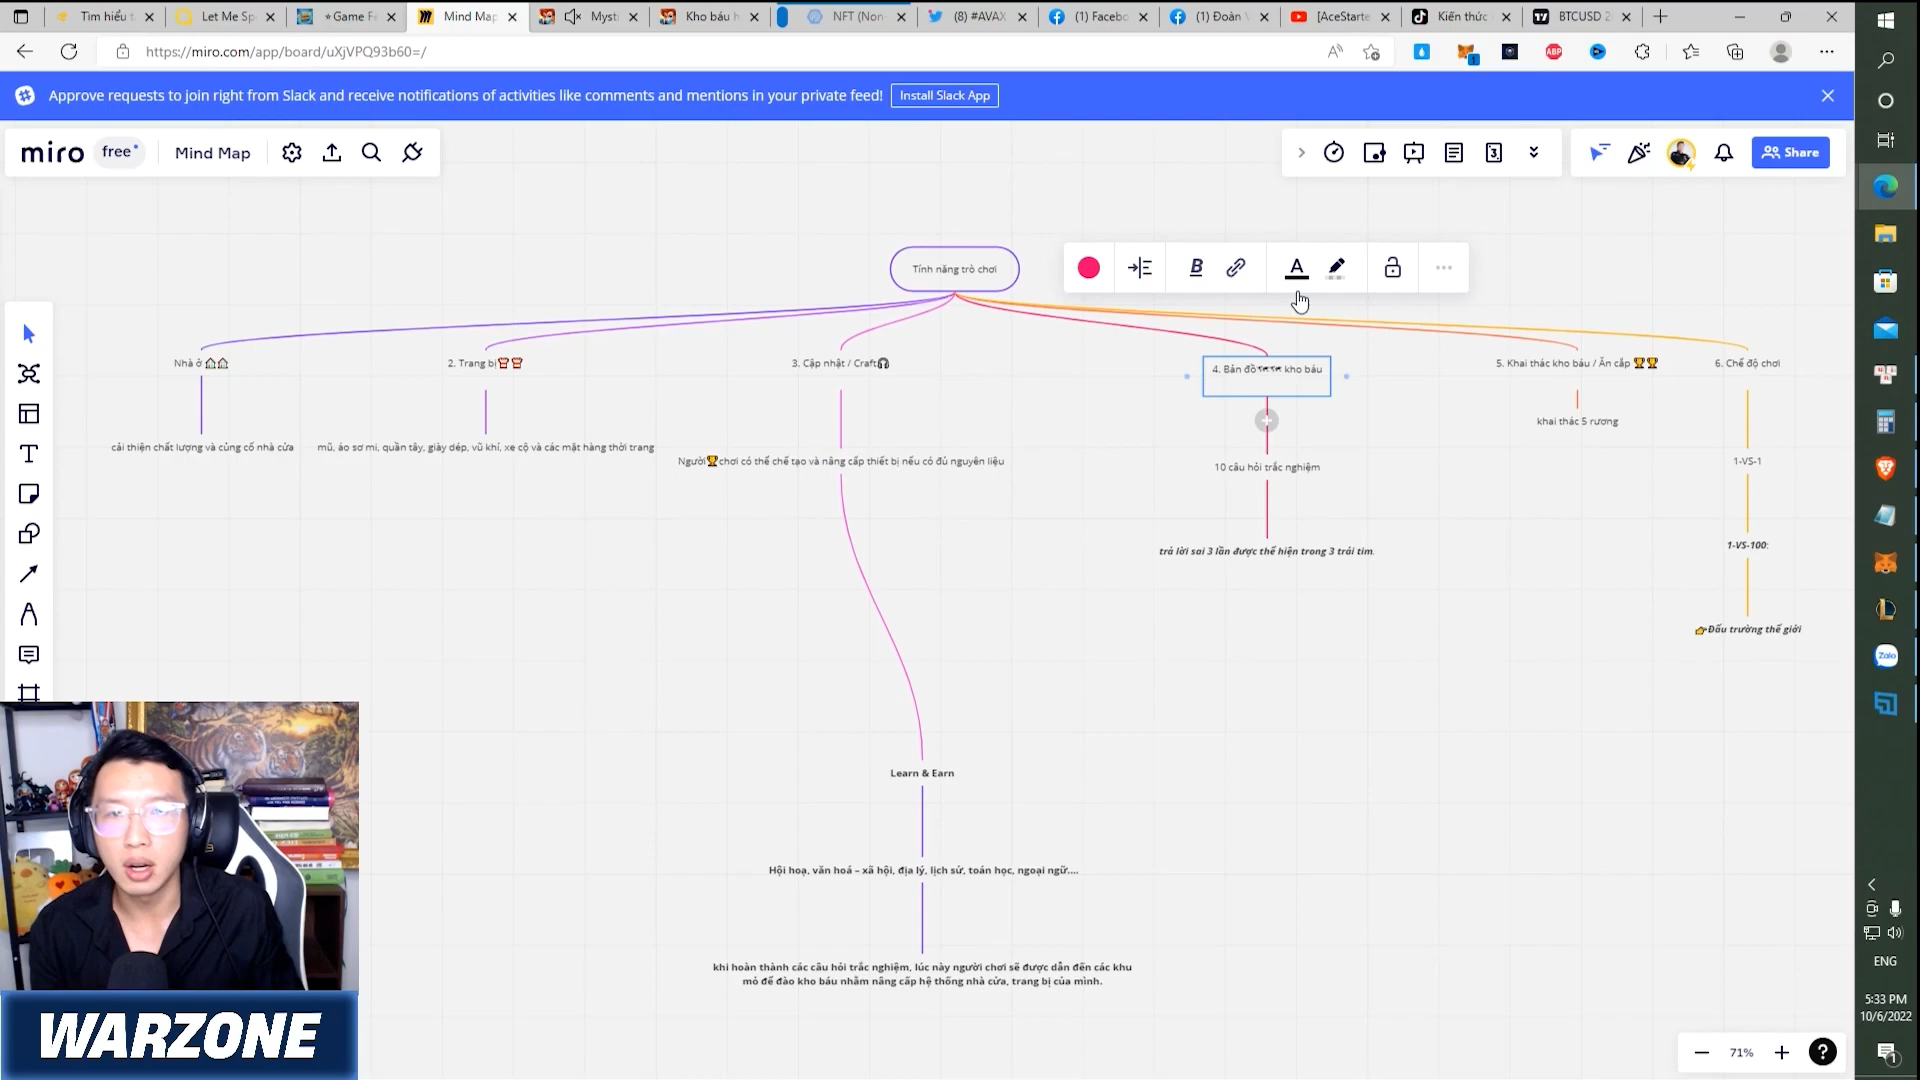 Tìm hiểu t
Let Me Sp
⭐Game F
Mind Map
Myst
Kho báu h
NFT (Non-
(8) #AVAX
(1) Facebo
(1) Đoàn V
[AceStarte
Kiến thức
BTCUSD 2
https://miro.com/app/board/uXjVPQ93b60=/
ABP
1
Approve requests to join right from Slack and receive notifications of activities like comments and mentions in your private feed!
Install Slack App
miro
free
Mind Map
Share
Tính năng trò chơi
Nhà ở 🏠🏠
2. Trang bị
3. Cập nhật / Craft🎧
4. Bản đồ🗺🗺 kho báu
5. Khai thác kho báu / Ăn cắp 🏆🏆
6. Chế độ chơi
cải thiện chất lượng và củng cố nhà cửa
mũ, áo sơ mi, quần tây, giày dép, vũ khí, xe cộ và các mặt hàng thời trang
Người🏆chơi có thể chế tạo và nâng cấp thiết bị nếu có đủ nguyên liệu
10 câu hỏi trắc nghiệm
khai thác 5 rương
1-VS-1
trả lời sai 3 lần được thể hiện trong 3 trái tim.
1-VS-100:
👉Đấu trường thế giới
Learn & Earn
Hội hoạ, văn hoá – xã hội, địa lý, lịch sử, toán học, ngoại ngữ....
khi hoàn thành các câu hỏi trắc nghiệm, lúc này người chơi sẽ được dẫn đến các khu
mỏ để đào kho báu nhằm nâng cấp hệ thống nhà cửa, trang bị của mình.
WARZONE
71%
Zalo
ENG
5:33 PM
10/6/2022
1